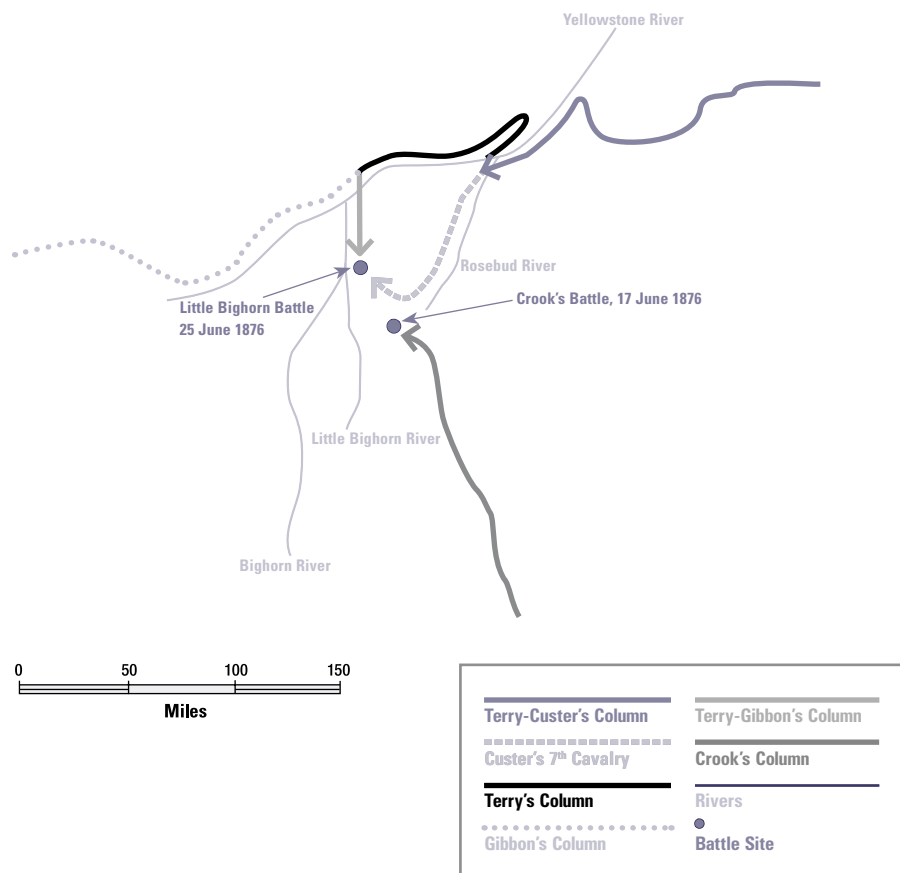 Yellowstone River
Rosebud River
Crook's Battle, 17 June 1876
Little Bighorn Battle
25 June 1876
Little Bighorn River
Bighorn River
0 50 100 150
Miles
Terry-Custer's Column
Terry-Gibbon's Column
Custer's 7th Cavalry
Crook's Column
Terry's Column
Rivers
Gibbon's Column
Battle Site